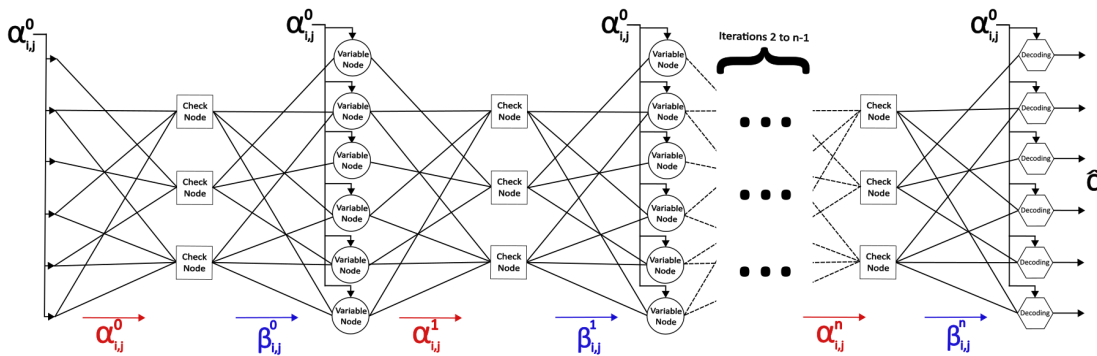 α⁰ᵢ,ⱼ
α⁰ᵢ,ⱼ
α⁰ᵢ,ⱼ
α⁰ᵢ,ⱼ
Iterations 2 to n-1
Variable
Node
Variable
Node
Decoding
Check
Node
Variable
Node
Check
Node
Variable
Node
Check
Node
Decoding
Variable
Node
Variable
Node
Decoding
Check
Node
Check
Node
Check
Node
ĉ
Variable
Node
Variable
Node
Decoding
Check
Node
Variable
Node
Check
Node
Variable
Node
Check
Node
Decoding
Variable
Node
Variable
Node
Decoding
α⁰ᵢ,ⱼ
β⁰ᵢ,ⱼ
α¹ᵢ,ⱼ
β¹ᵢ,ⱼ
αⁿᵢ,ⱼ
βⁿᵢ,ⱼ